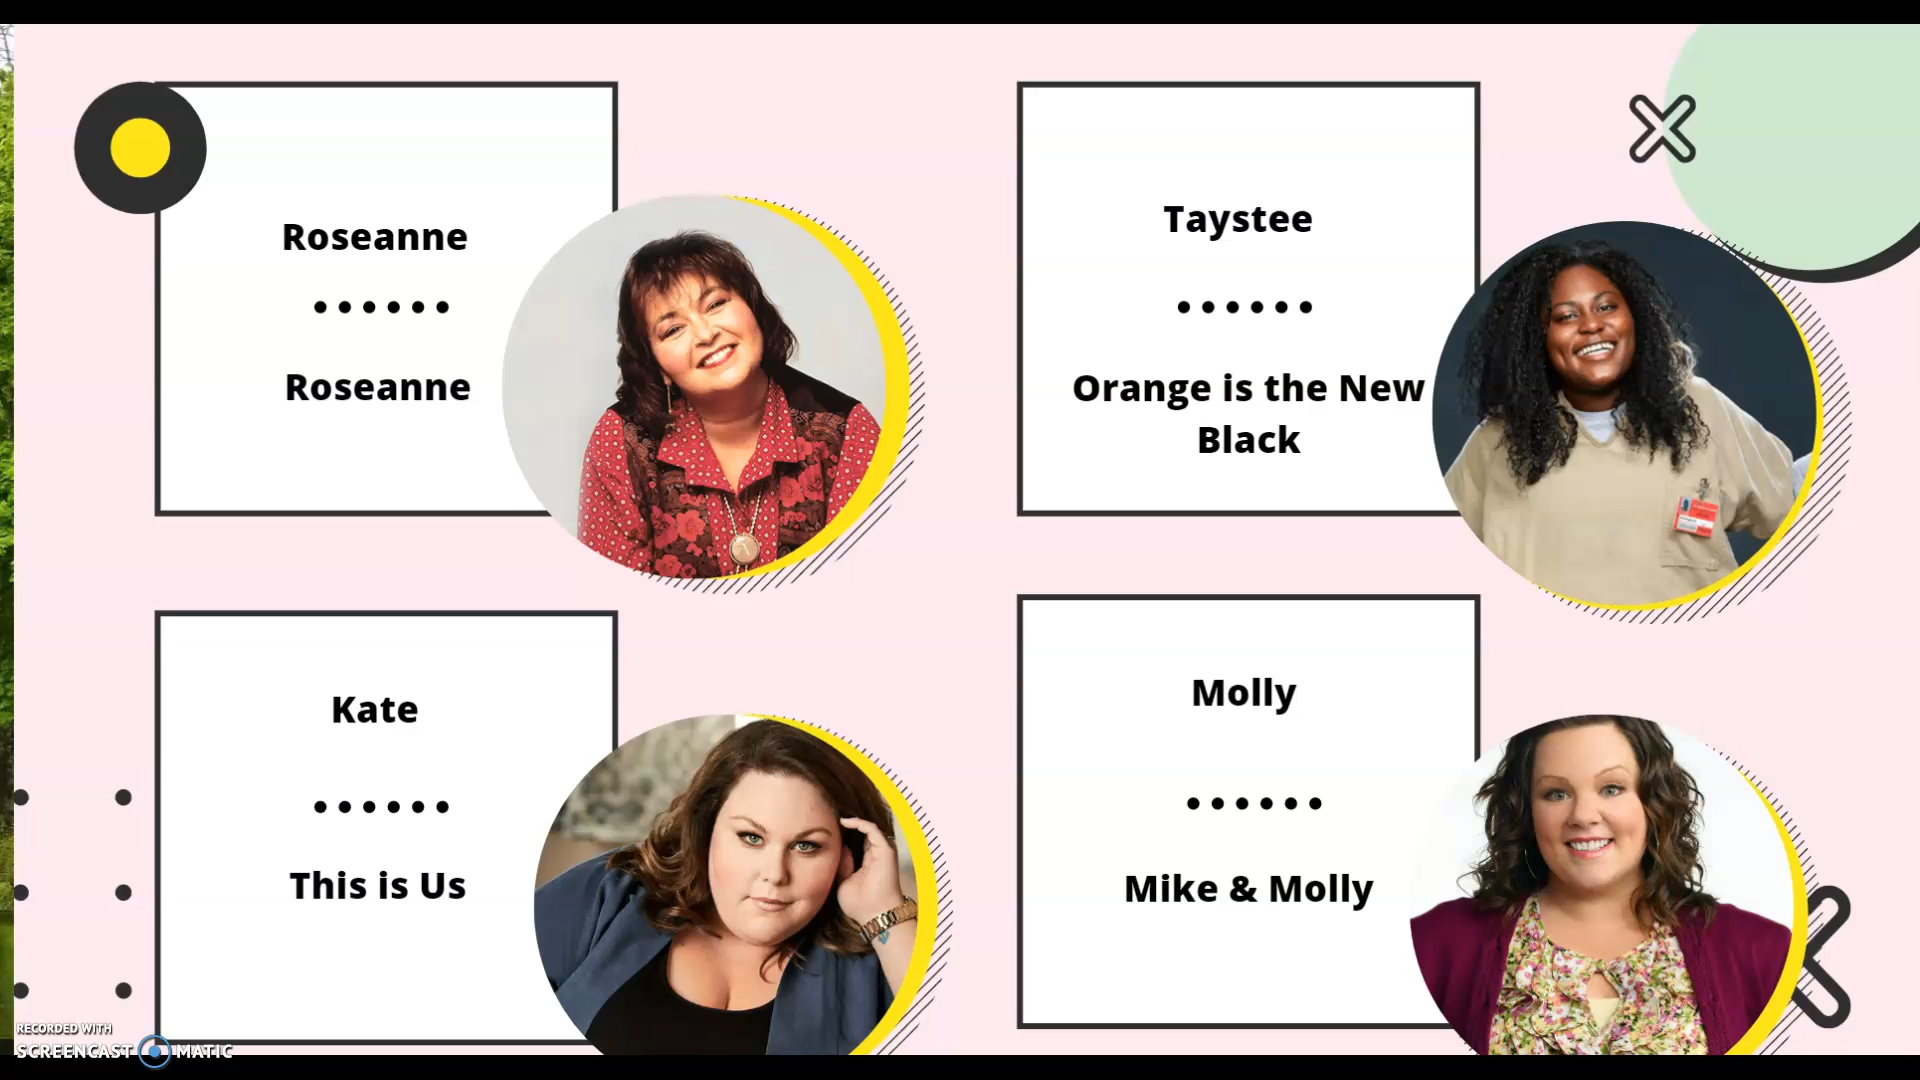 Roseanne
Roseanne
Taystee
Orange is the New
Black
Kate
This is Us
Molly
Mike & Molly
RECORDED WITH
SCREENCAST MATIC